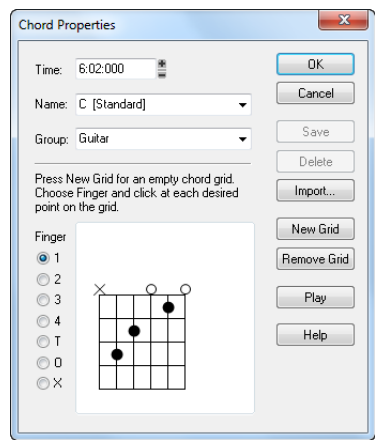 Chord Properties
Time: 6:02:000
OK
Cancel
Name: C [Standard]
Group: Guitar
Save
Delete
Press New Grid for an empty chord grid.
Choose Finger and click at each desired
point on the grid.
Import...
New Grid
Remove Grid
Play
Help
Finger
1
2
3
4
T
O
X
X O O